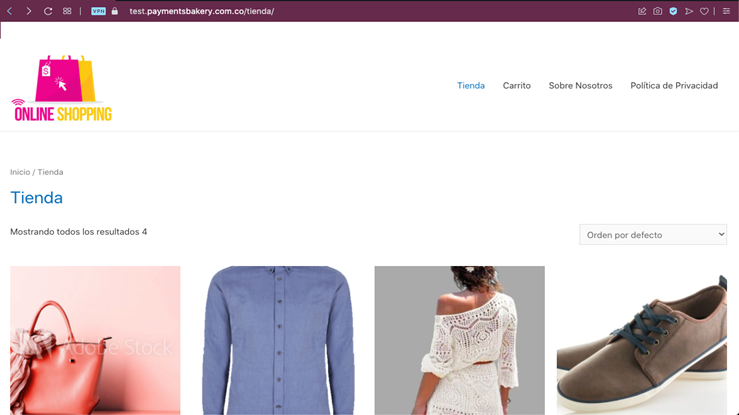 VPN
test.paymentsbakery.com.co/tienda/
S
ONLINE SHOPPING
Tienda
Carrito
Sobre Nosotros
Política de Privacidad
Inicio / Tienda
Tienda
Mostrando todos los resultados 4
Orden por defecto
Adobe Stock